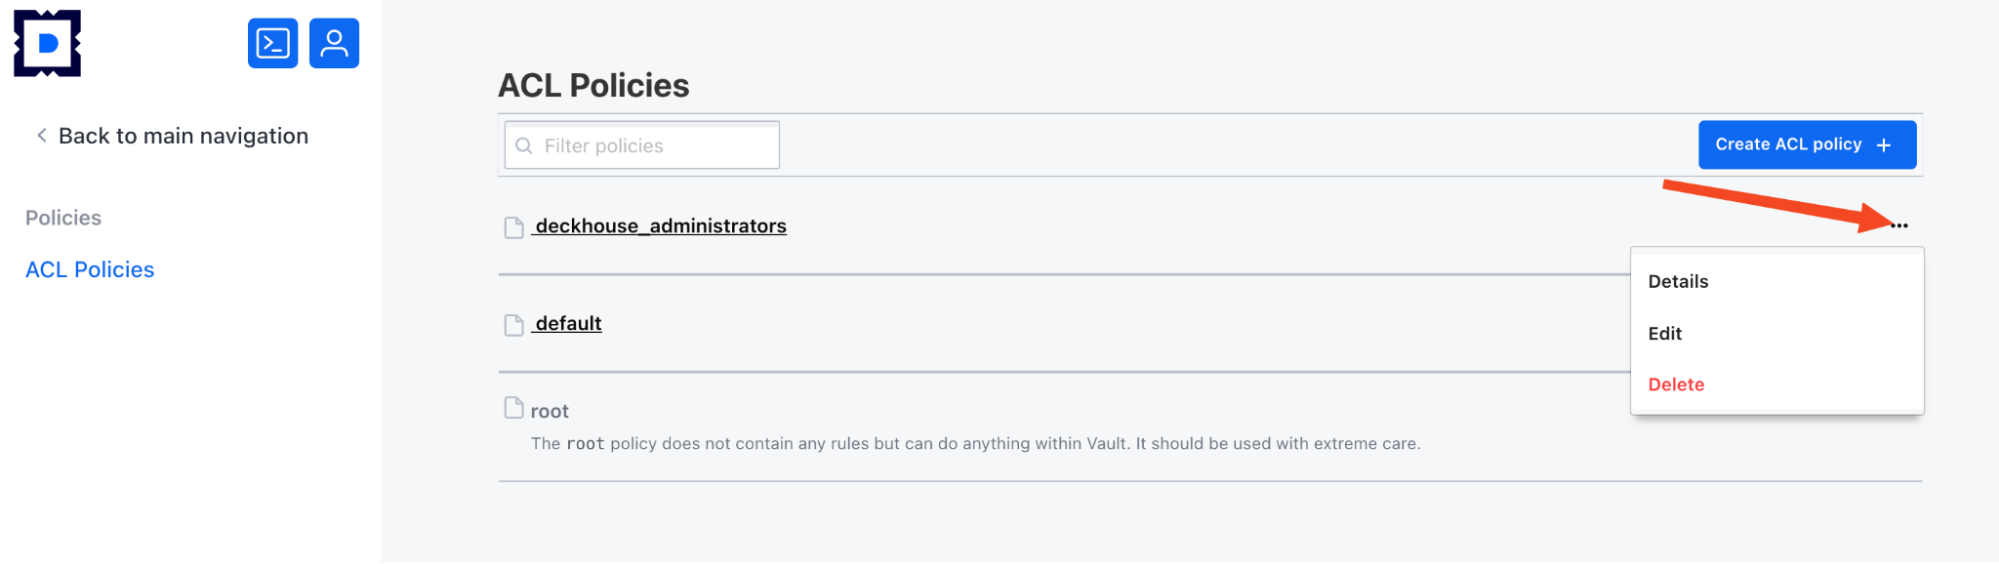 Back to main navigation
Policies
ACL Policies
ACL Policies
Filter policies
Create ACL policy +
deckhouse_administrators
...
Details
Edit
Delete
default
root
The root policy does not contain any rules but can do anything within Vault. It should be used with extreme care.